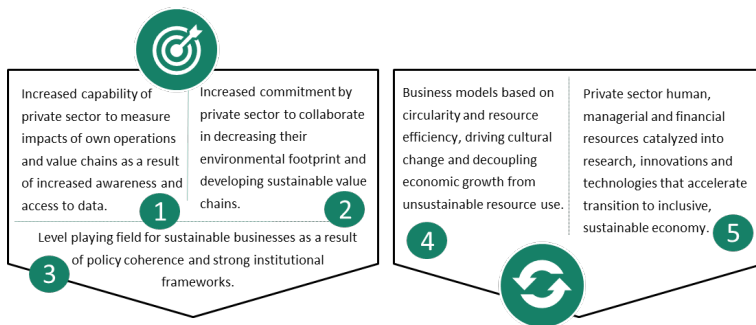 Increased capability of
private sector to measure
impacts of own operations
and value chains as a result
of increased awareness and
access to data.
1
Increased commitment by
private sector to collaborate
in decreasing their
environmental footprint and
developing sustainable value
chains.
2
Level playing field for sustainable businesses as a result
of policy coherence and strong institutional
frameworks.
3
Business models based on
circularity and resource
efficiency, driving cultural
change and decoupling
economic growth from
unsustainable resource use.
4
Private sector human,
managerial and financial
resources catalyzed into
research, innovations and
technologies that accelerate
transition to inclusive,
sustainable economy.
5